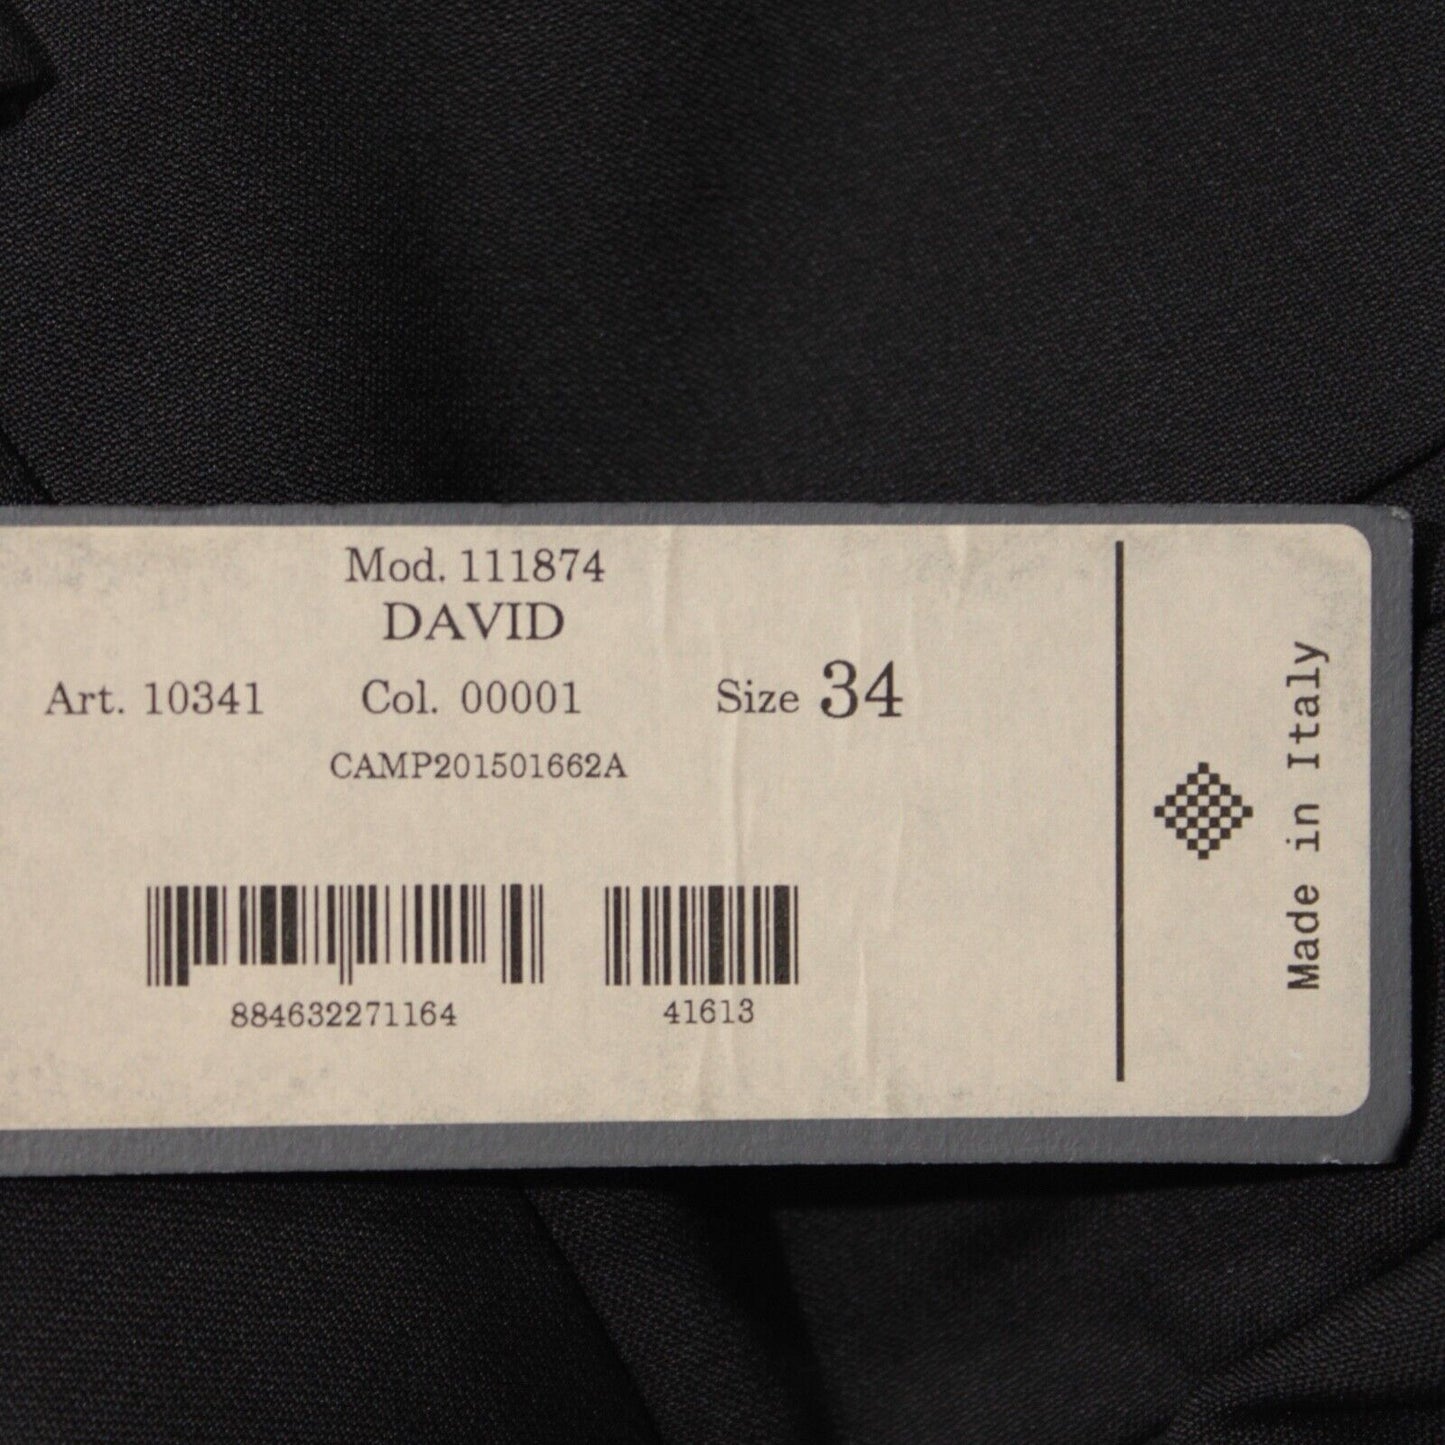 Mod. 111874
DAVID
Art. 10341 Col. 00001 Size 34
CAMP201501662A
884632271164 41613
Made in Italy